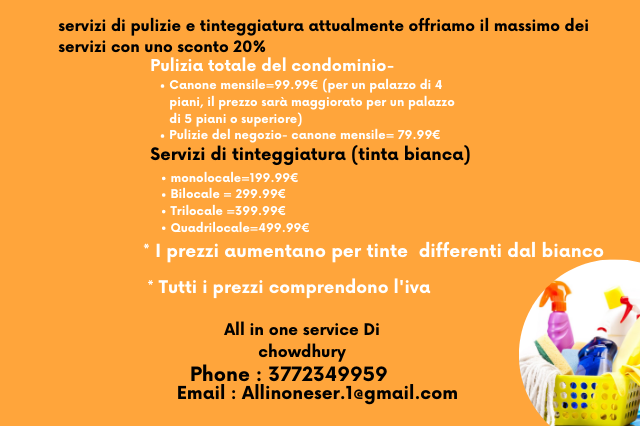 servizi di pulizie e tinteggiatura attualmente offriamo il massimo dei
servizi con uno sconto 20%
Pulizia totale del condominio-
• Canone mensile=99.99€ (per un palazzo di 4
piani, il prezzo sarà maggiorato per un palazzo
di 5 piani o superiore)
• Pulizie del negozio- canone mensile= 79.99€
Servizi di tinteggiatura (tinta bianca)
• monolocale=199.99€
• Bilocale = 299.99€
• Trilocale =399.99€
• Quadrilocale=499.99€
* I prezzi aumentano per tinte differenti dal bianco
* Tutti i prezzi comprendono l'iva
All in one service Di
chowdhury
Phone : 3772349959
Email : Allinoneser.1@gmail.com